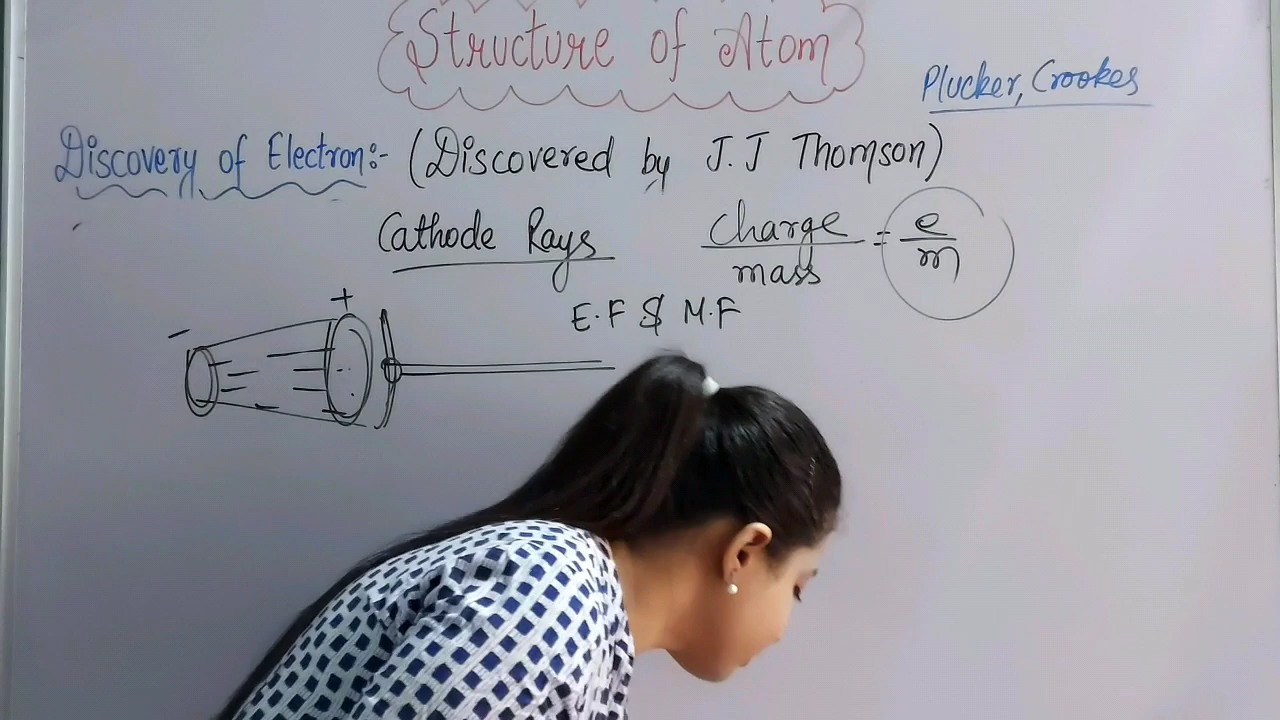 Structure of Atom
Plucker, Crookes
Discovery of Electron:- (Discovered by J.J Thomson)
Cathode Rays
charge/mass = e/m
E.F & M.F
- +